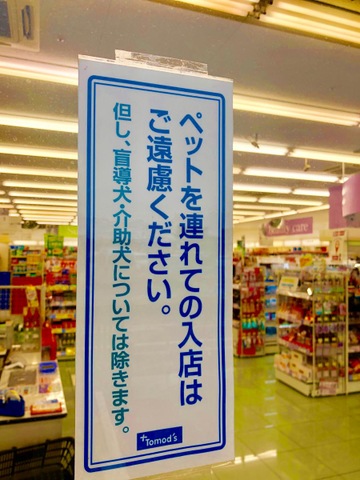 ペットを連れての入店は
ご遠慮ください。
但し、盲導犬・介助犬については除きます。
Tomod's